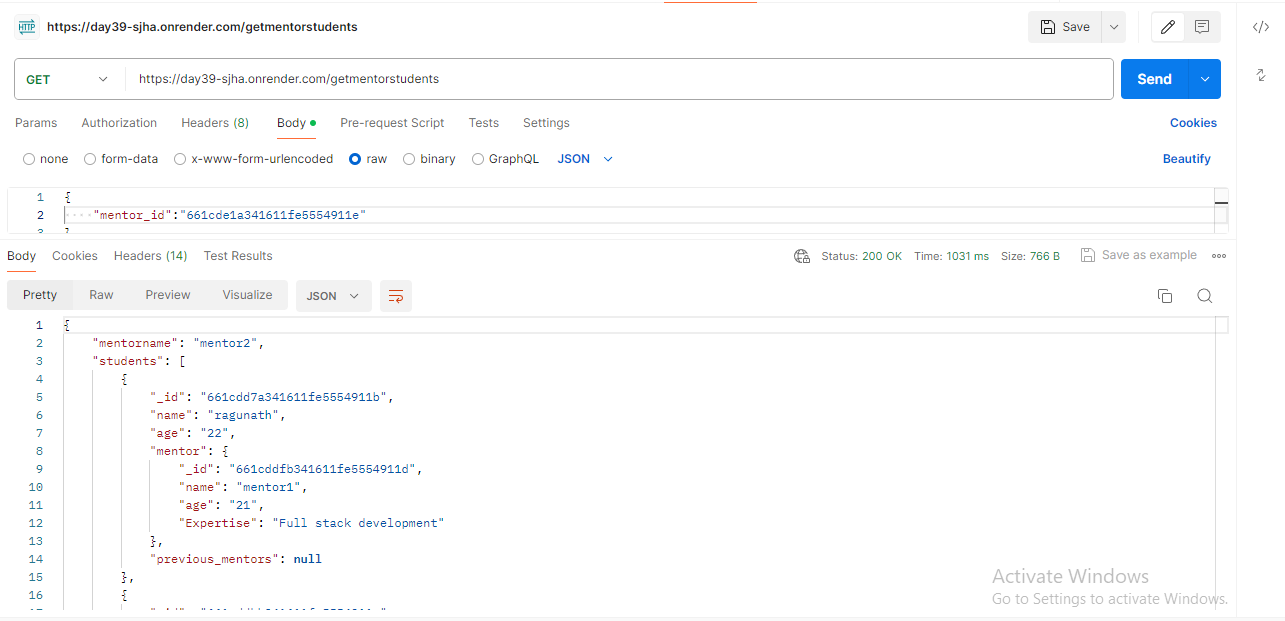 HTTP https://day39-sjha.onrender.com/getmentorstudents Save
GET https://day39-sjha.onrender.com/getmentorstudents Send
Params Authorization Headers (8) Body Pre-request Script Tests Settings Cookies
none form-data x-www-form-urlencoded raw binary GraphQL JSON Beautify
1 {
2 "mentor_id":"661cde1a341611fe5554911e"
Body Cookies Headers (14) Test Results Status: 200 OK Time: 1031 ms Size: 766 B Save as example
Pretty Raw Preview Visualize JSON
1 {
2 "mentorname": "mentor2",
3 "students": [
4 {
5 "_id": "661cdd7a341611fe5554911b",
6 "name": "ragunath",
7 "age": "22",
8 "mentor": {
9 "_id": "661cddfb341611fe5554911d",
10 "name": "mentor1",
11 "age": "21",
12 "Expertise": "Full stack development"
13 },
14 "previous_mentors": null
15 },
16 {
Activate Windows
Go to Settings to activate Windows.